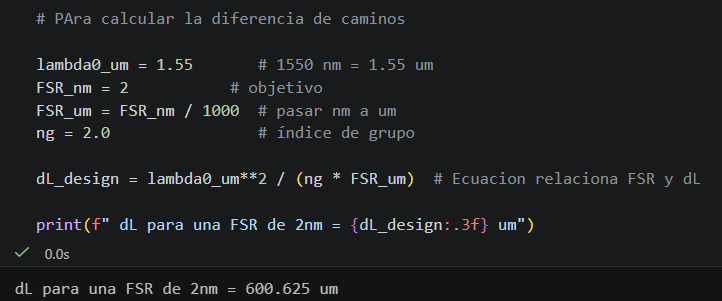 # PAra calcular la diferencia de caminos
lambda0_um = 1.55 # 1550 nm = 1.55 um
FSR_nm = 2 # objetivo
FSR_um = FSR_nm / 1000 # pasar nm a um
ng = 2.0 # índice de grupo
dL_design = lambda0_um**2 / (ng * FSR_um) # Ecuacion relaciona FSR y dL
print(f" dL para una FSR de 2nm = {dL_design:.3f} um")
0.0s
dL para una FSR de 2nm = 600.625 um